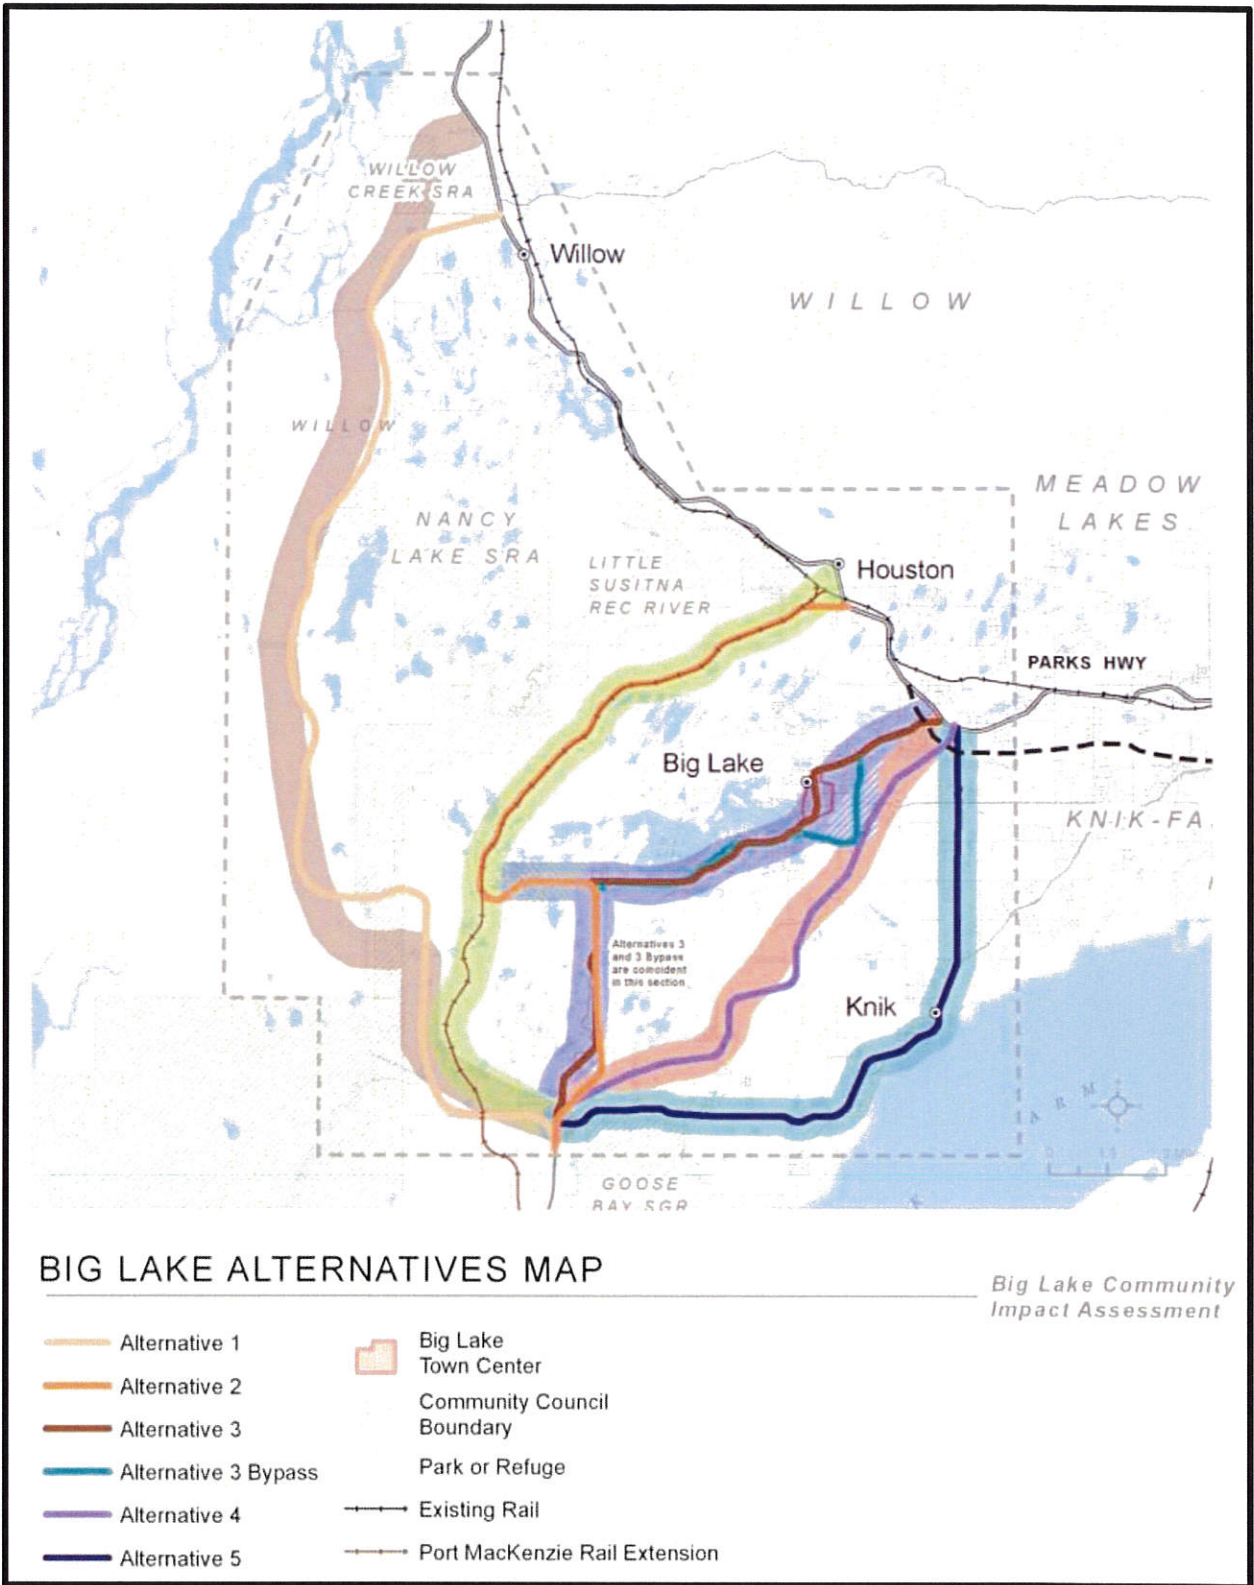 WILLOW
CREEK SRA
Willow
WILLOW
WILLOW
MEADOW
LAKES
NANCY
LAKE SRA
LITTLE
SUSITNA
REC RIVER
Houston
PARKS HWY
Big Lake
KNIK-FA
Alternatives 3
and 3 Bypass
are coincident
in this section
Knik
ARM
GOOSE
BAY SGR
BIG LAKE ALTERNATIVES MAP
Big Lake Community
Impact Assessment
Alternative 1
Alternative 2
Alternative 3
Alternative 3 Bypass
Alternative 4
Alternative 5
Big Lake
Town Center
Community Council
Boundary
Park or Refuge
Existing Rail
Port MacKenzie Rail Extension